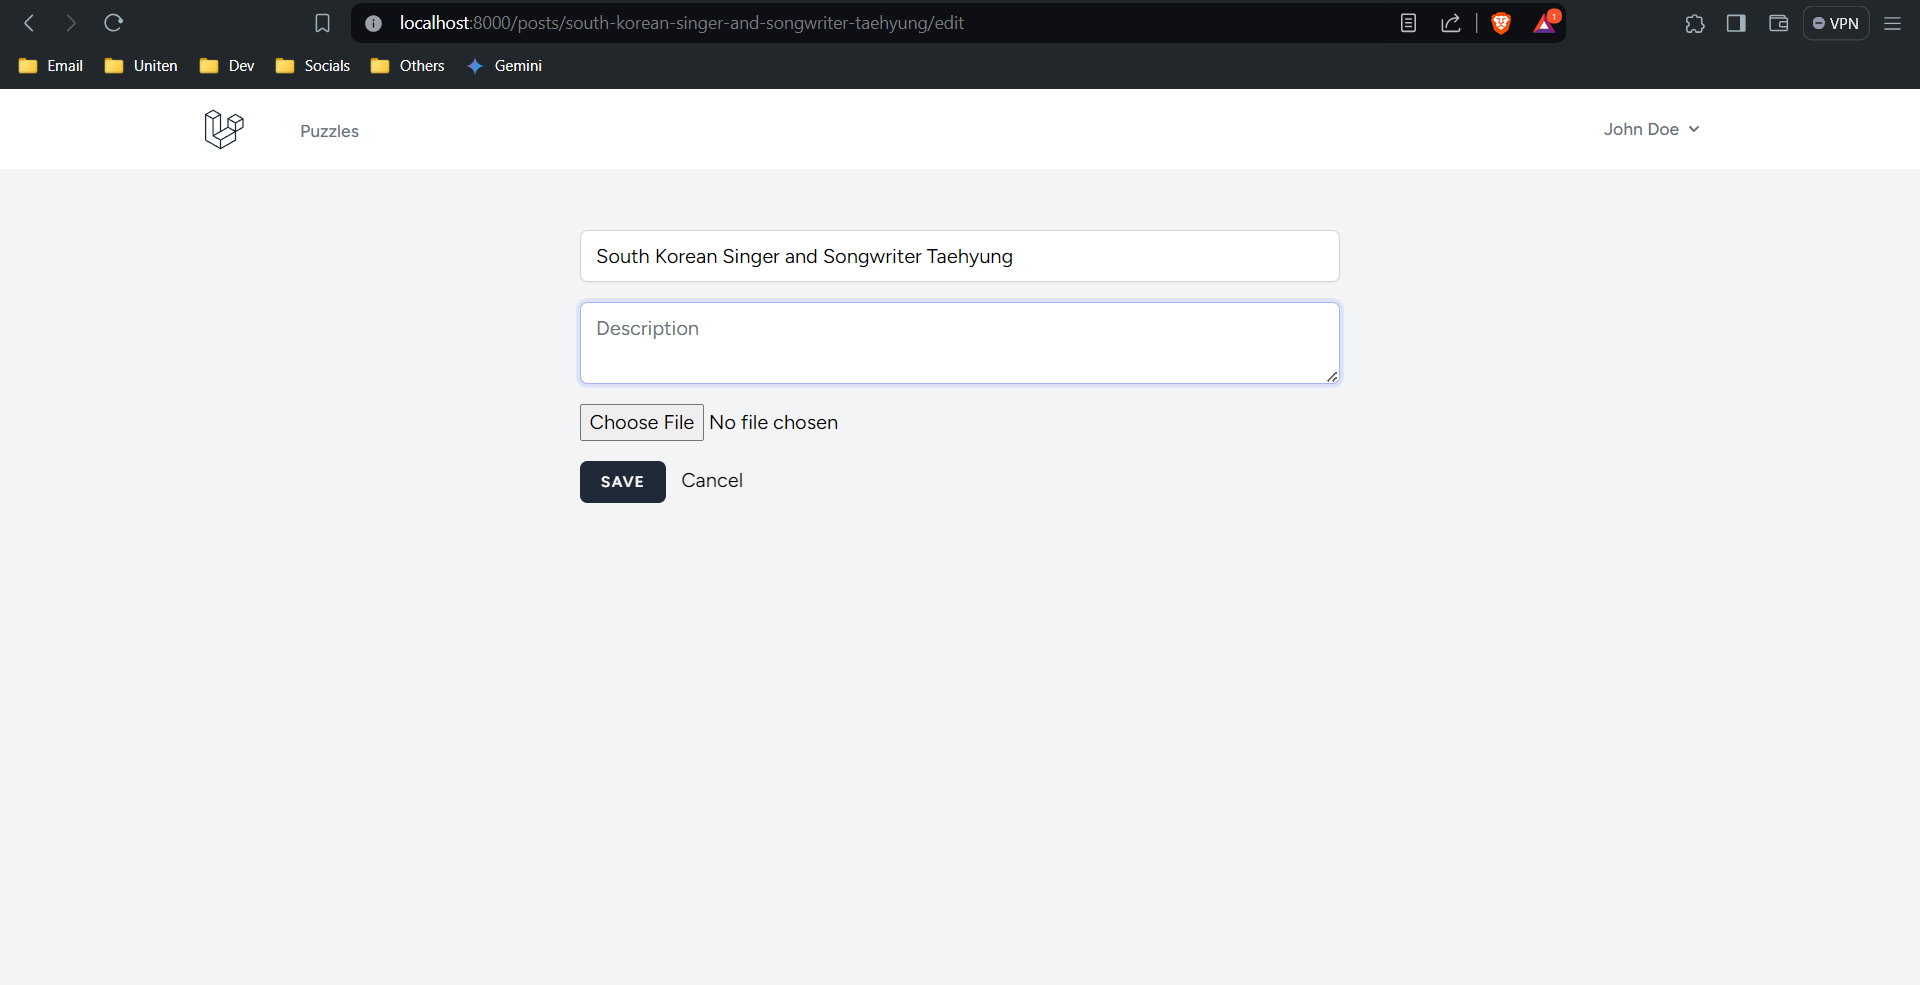 localhost:8000/posts/south-korean-singer-and-songwriter-taehyung/edit
1
VPN
Email Uniten Dev Socials Others Gemini
Puzzles
John Doe
South Korean Singer and Songwriter Taehyung
Description
Choose File No file chosen
SAVE Cancel